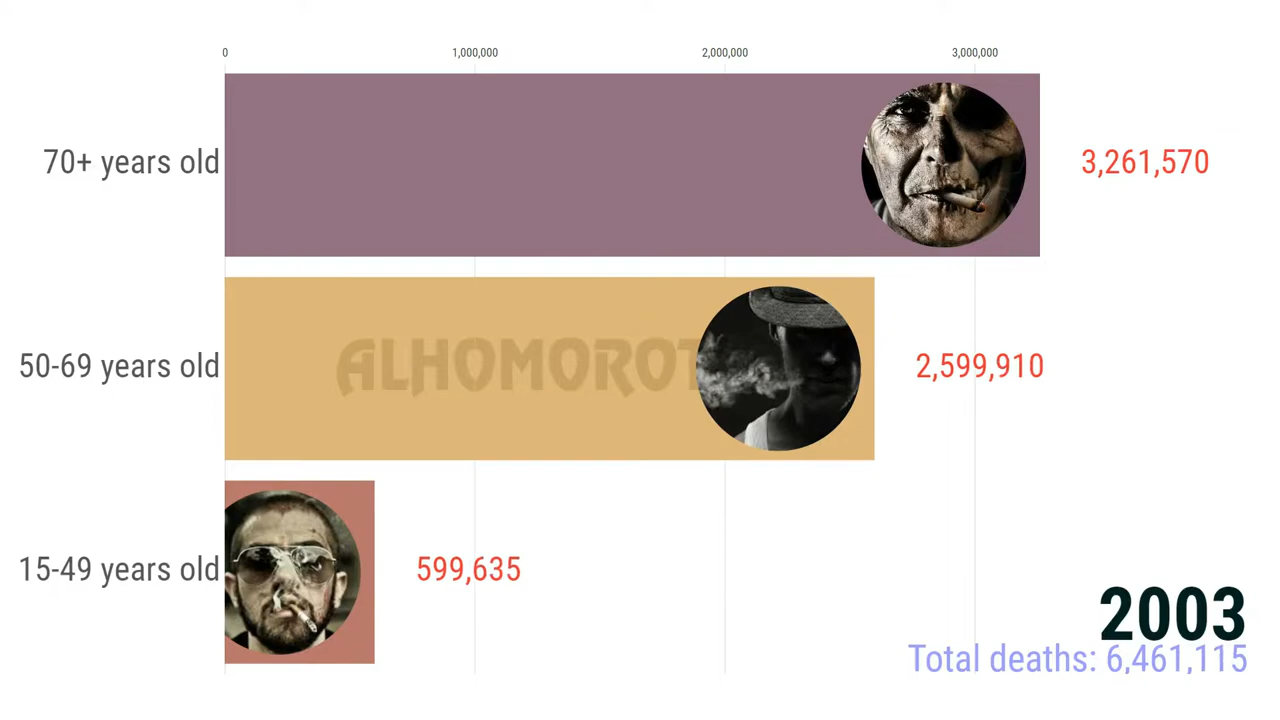 0 1,000,000 2,000,000 3,000,000
70+ years old 3,261,570
ALHOMOROT
50-69 years old 2,599,910
15-49 years old 599,635
2003
Total deaths: 6,461,115